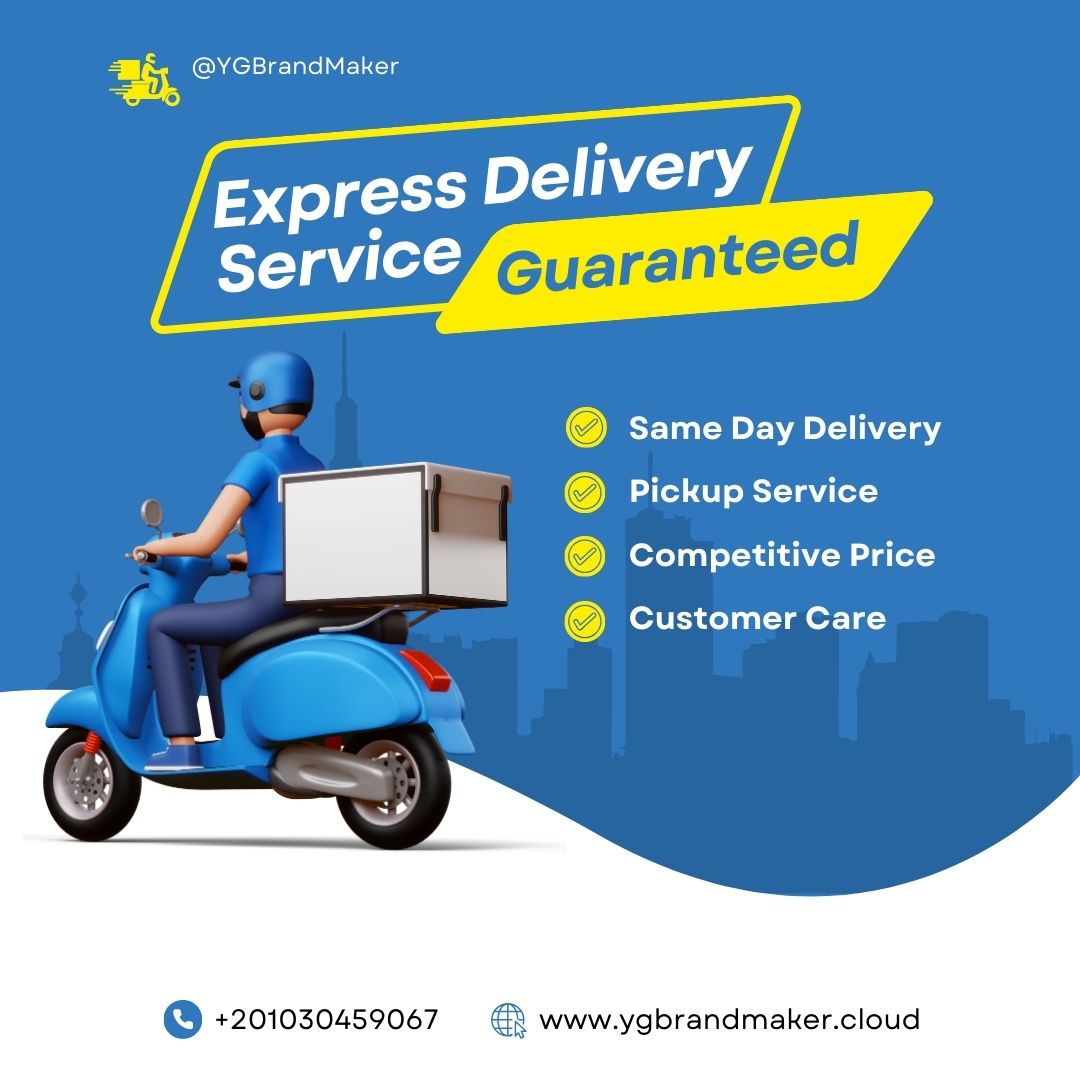 @YGBrandMaker
Express Delivery
Service Guaranteed
Same Day Delivery
Pickup Service
Competitive Price
Customer Care
+201030459067 www.ygbrandmaker.cloud